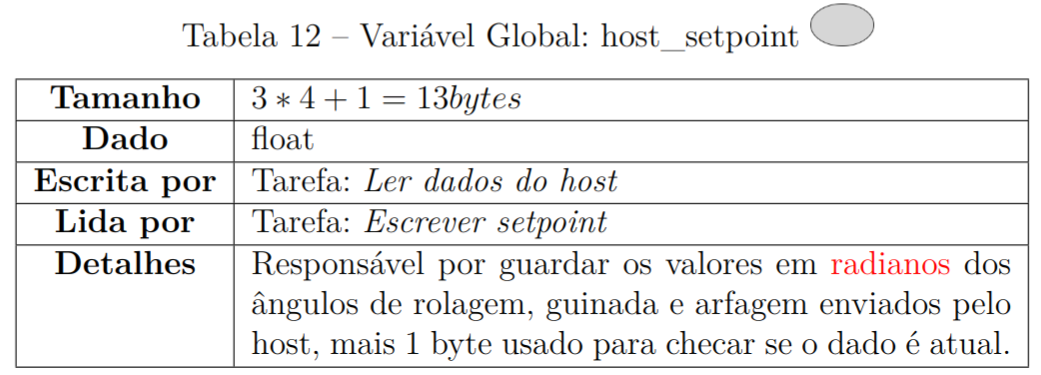 Tabela 12 – Variável Global: host_setpoint
Tamanho 3 ∗ 4 + 1 = 13bytes
Dado float
Escrita por Tarefa: Ler dados do host
Lida por Tarefa: Escrever setpoint
Detalhes Responsável por guardar os valores em radianos dos
ângulos de rolagem, guinada e arfagem enviados pelo
host, mais 1 byte usado para checar se o dado é atual.